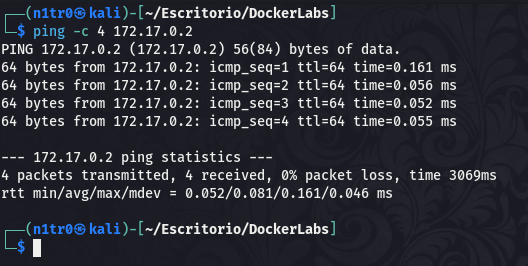 (n1tr0㉿kali)-[~/Escritorio/DockerLabs]
$ ping -c 4 172.17.0.2
PING 172.17.0.2 (172.17.0.2) 56(84) bytes of data.
64 bytes from 172.17.0.2: icmp_seq=1 ttl=64 time=0.161 ms
64 bytes from 172.17.0.2: icmp_seq=2 ttl=64 time=0.056 ms
64 bytes from 172.17.0.2: icmp_seq=3 ttl=64 time=0.052 ms
64 bytes from 172.17.0.2: icmp_seq=4 ttl=64 time=0.055 ms
--- 172.17.0.2 ping statistics ---
4 packets transmitted, 4 received, 0% packet loss, time 3069ms
rtt min/avg/max/mdev = 0.052/0.081/0.161/0.046 ms
(n1tr0㉿kali)-[~/Escritorio/DockerLabs]
$